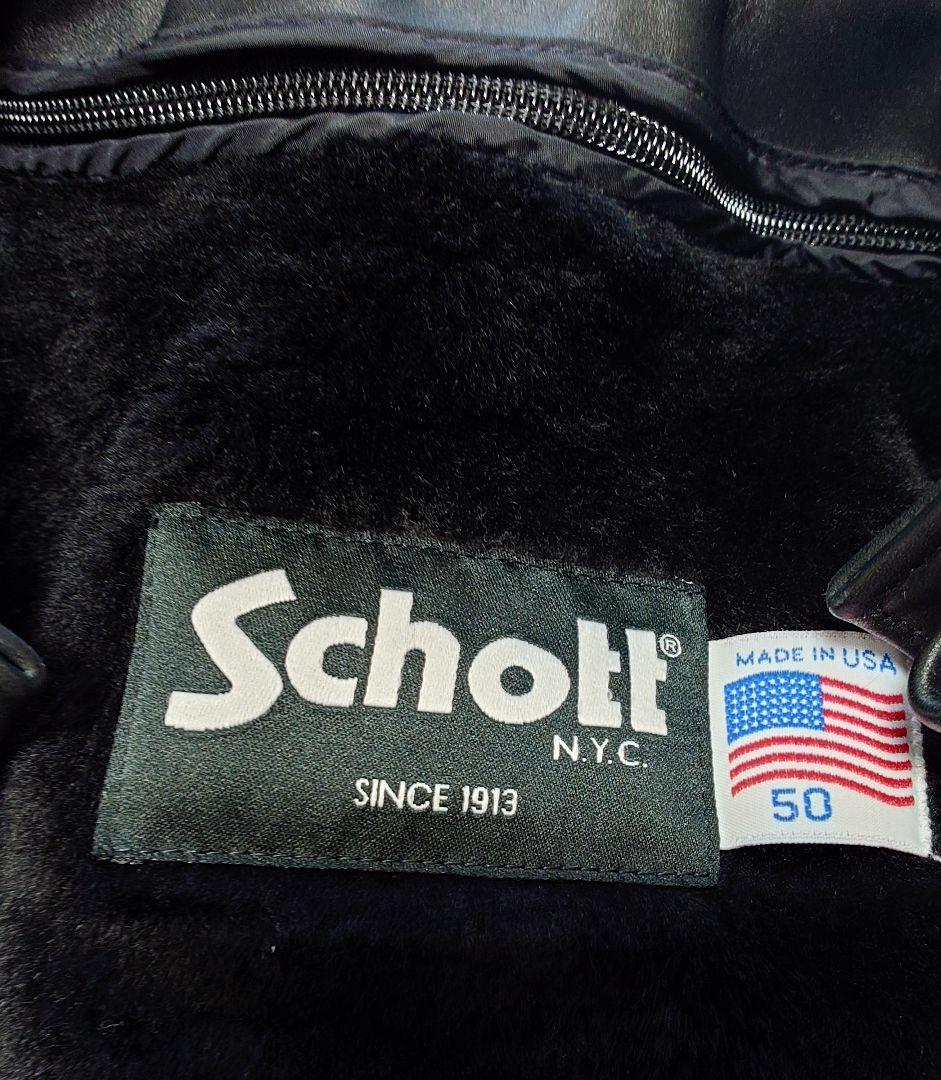 Schott®
N.Y.C.
SINCE 1913
MADE IN USA
50